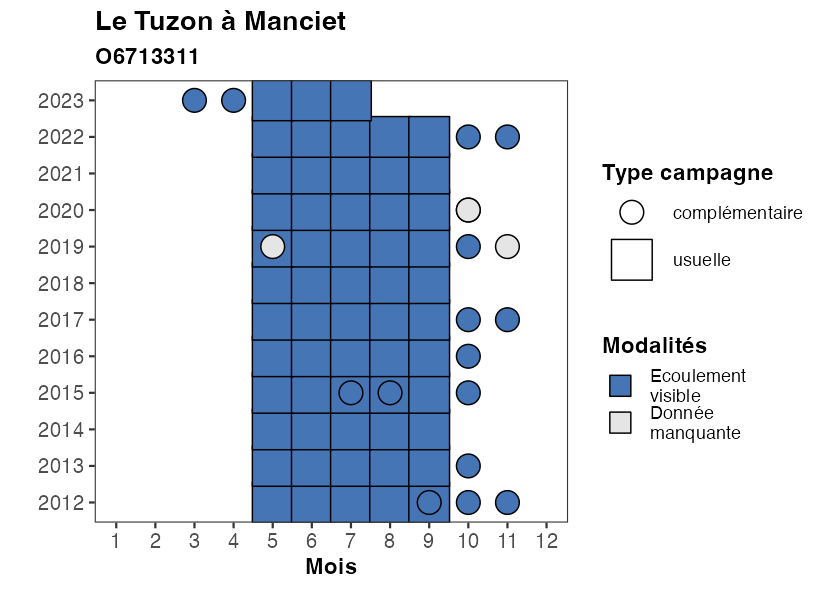 Le Tuzon à Manciet
O6713311
2023
2022
2021
2020
2019
2018
2017
2016
2015
2014
2013
2012
1 2 3 4 5 6 7 8 9 10 11 12
Mois
Type campagne
complémentaire
usuelle
Modalités
Ecoulement
visible
Donnée
manquante